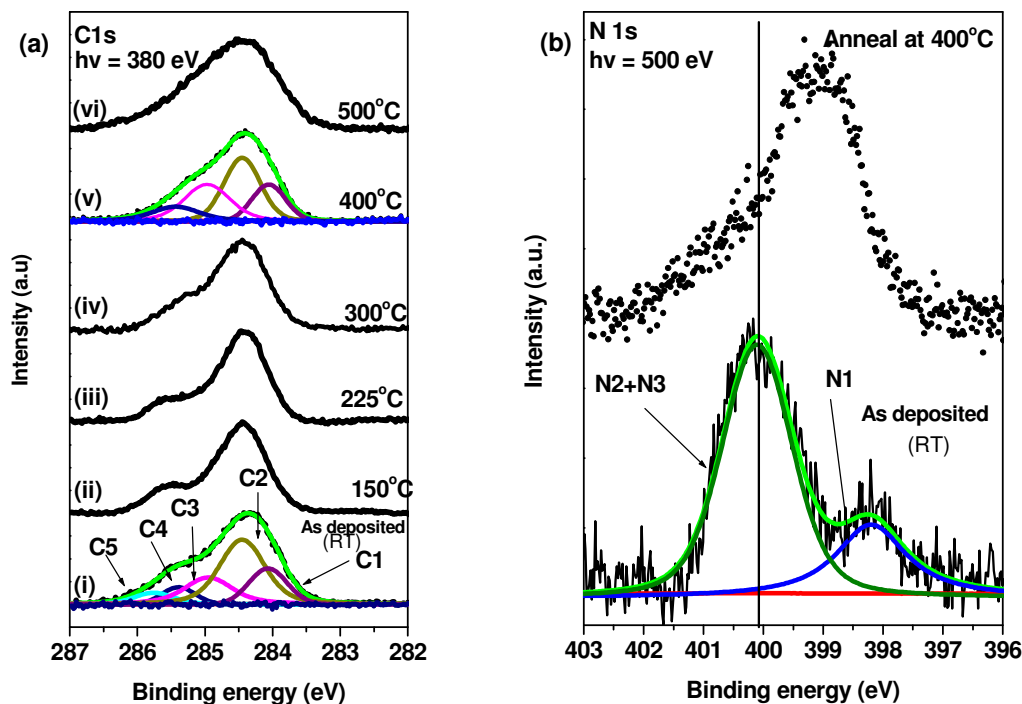 (a)
C1s
hv = 380 eV
(vi)
500°C
(v)
400°C
(iv)
300°C
(iii)
225°C
(ii)
150°C
C2
C3
C4
C5
As deposited
(RT)
C1
(i)
287 286 285 284 283 282
Binding energy (eV)
Intensity (a.u)
(b)
N 1s
hv = 500 eV
Anneal at 400°C
N2+N3
N1
As deposited
(RT)
403 402 401 400 399 398 397 396
Binding energy (eV)
Intensity (a.u.)